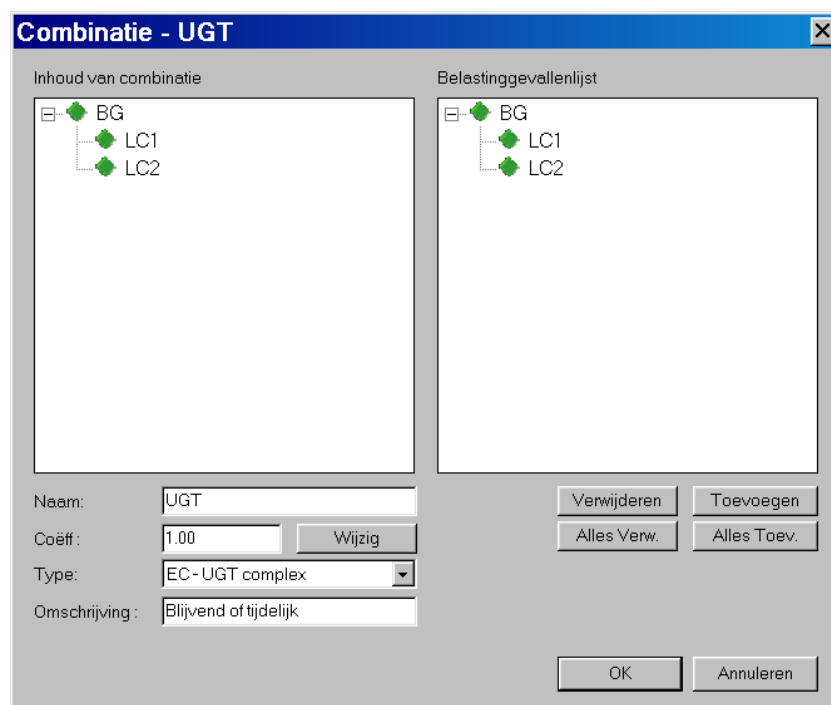 Combinatie - UGT
Inhoud van combinatie
BG
LC1
LC2
Belastinggevallenlijst
BG
LC1
LC2
Naam: UGT
Coëff : 1.00 Wijzig
Type: EC - UGT complex
Omschrijving : Blijvend of tijdelijk
Verwijderen Toevoegen
Alles Verw. Alles Toev.
OK Annuleren